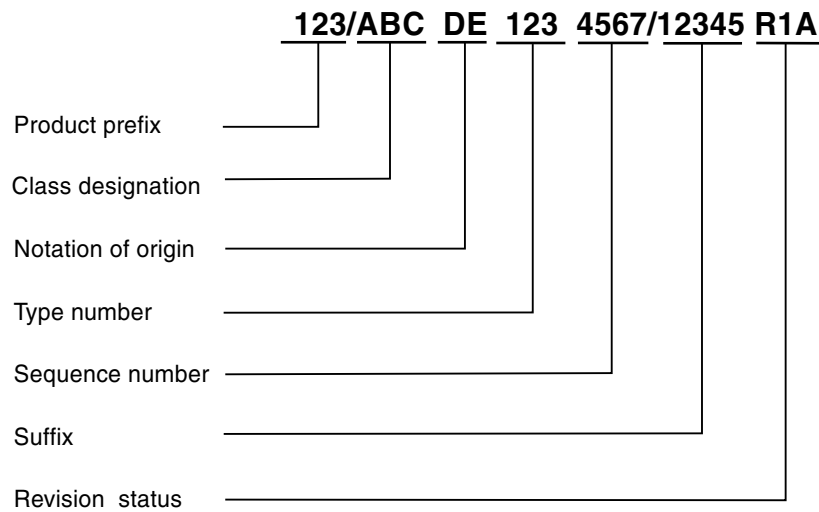 123/ABC DE 123 4567/12345 R1A
Product prefix
Class designation
Notation of origin
Type number
Sequence number
Suffix
Revision status